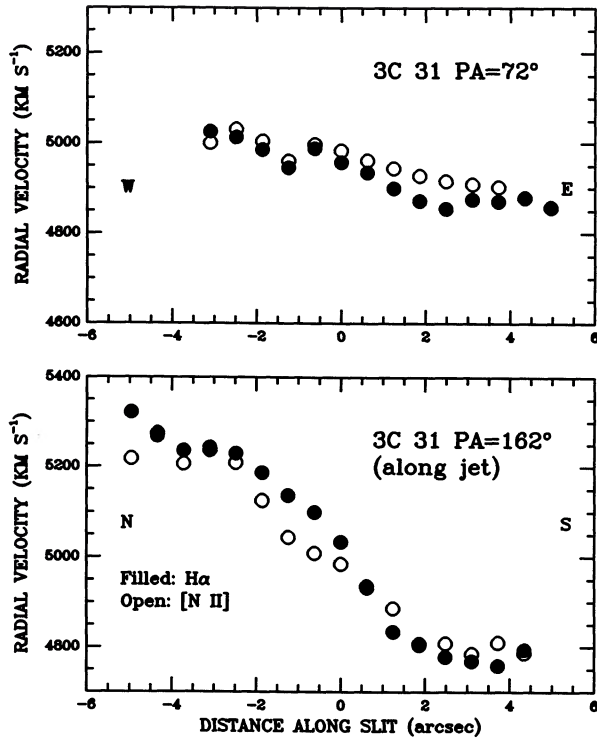 3C 31 PA=72°
RADIAL VELOCITY (KM S⁻¹)
5200
5000
4800
4600
W
E
-6
-4
-2
0
2
4
6
3C 31 PA=162°
(along jet)
RADIAL VELOCITY (KM S⁻¹)
5400
5200
5000
4800
N
S
Filled: Hα
Open: [N II]
-6
-4
-2
0
2
4
6
DISTANCE ALONG SLIT (arcsec)